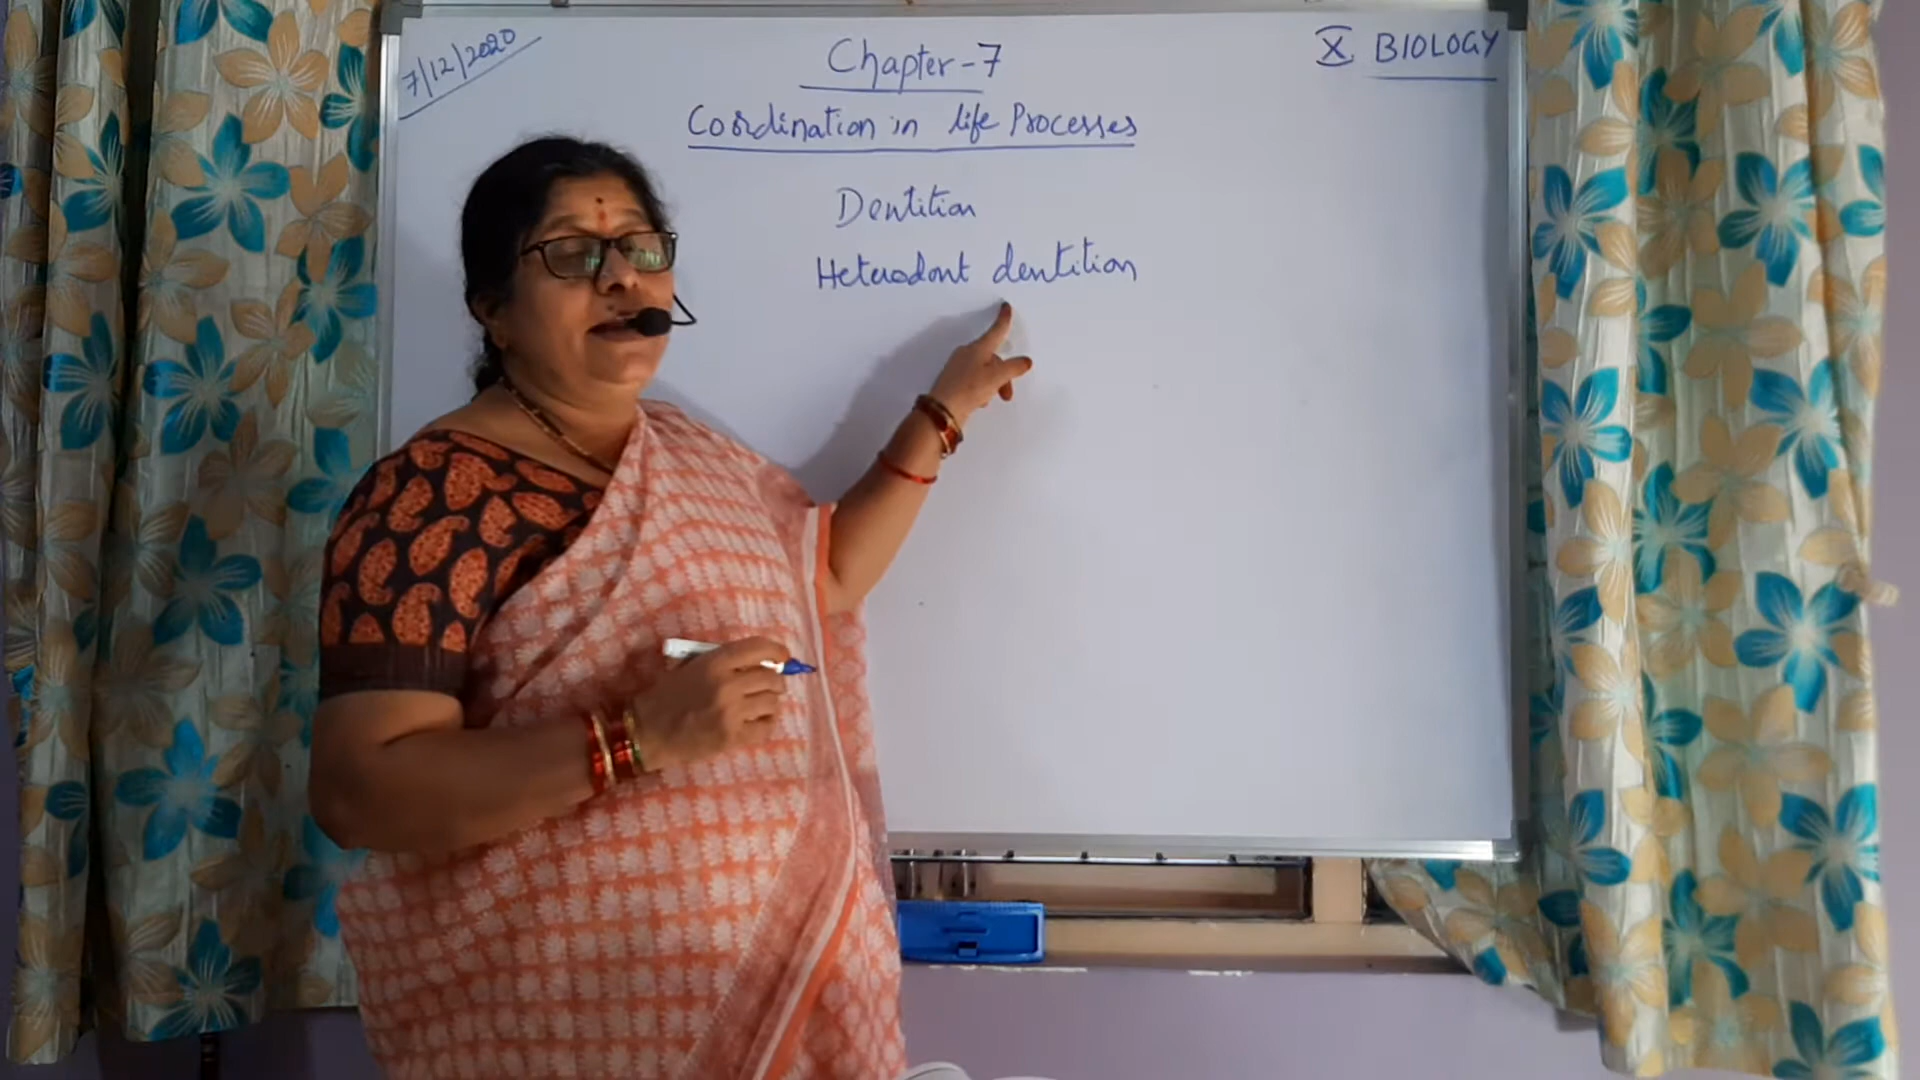 7/12/2020
Chapter-7
X BIOLOGY
Coordination in life Processes
Dentition
Heterodont dentition